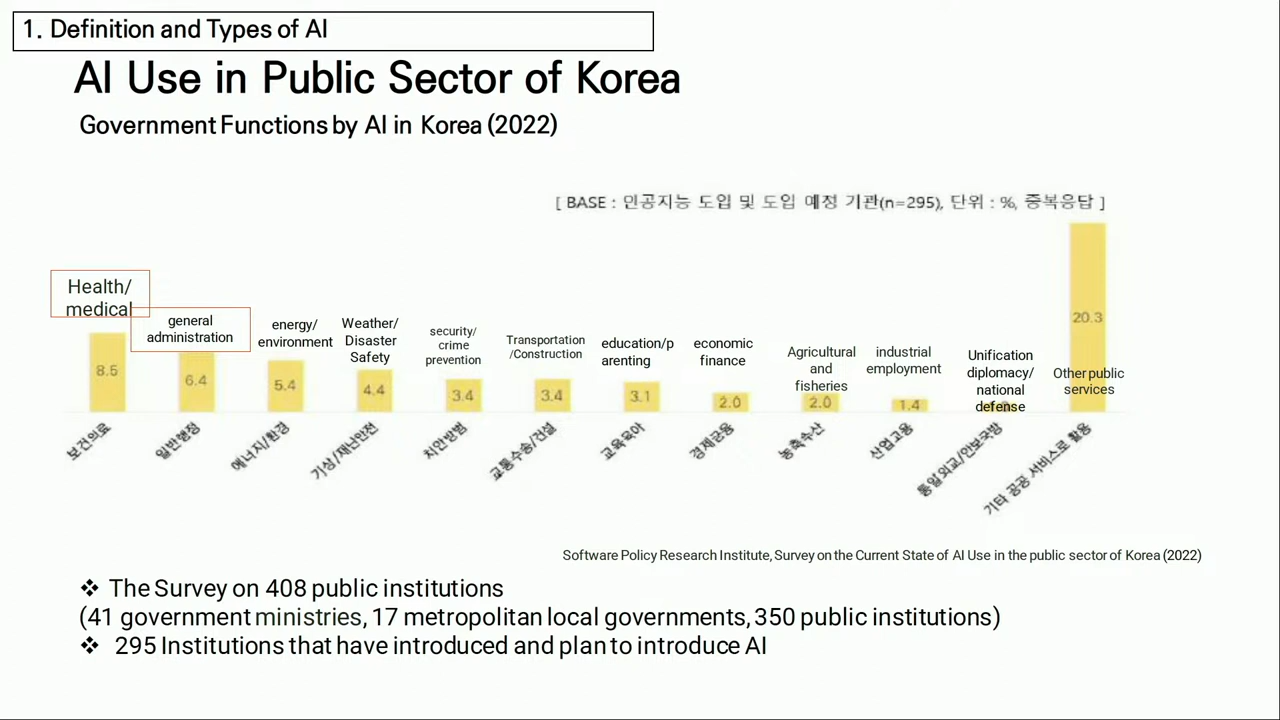 1. Definition and Types of AI
AI Use in Public Sector of Korea
Government Functions by AI in Korea (2022)
[ BASE : 인공지능 도입 및 도입 예정 기관(n=295), 단위 : %, 중복응답 ]
Health/
medical
general
administration
energy/
environment
Weather/
Disaster
Safety
security/
crime
prevention
Transportation
/Construction
education/p
arenting
economic
finance
Agricultural
and
fisheries
industrial
employment
Unification
diplomacy/
national
defense
Other public
services
8.5
6.4
5.4
4.4
3.4
3.4
3.1
2.0
2.0
1.4
20.3
보건의료
일반행정
에너지/환경
기상/재난안전
치안방범
교통수송/건설
교육육아
경제금융
농축수산
산업고용
통일외교/안보국방
기타 공공 서비스로 활용
Software Policy Research Institute, Survey on the Current State of AI Use in the public sector of Korea (2022)
❖ The Survey on 408 public institutions
(41 government ministries, 17 metropolitan local governments, 350 public institutions)
❖ 295 Institutions that have introduced and plan to introduce AI